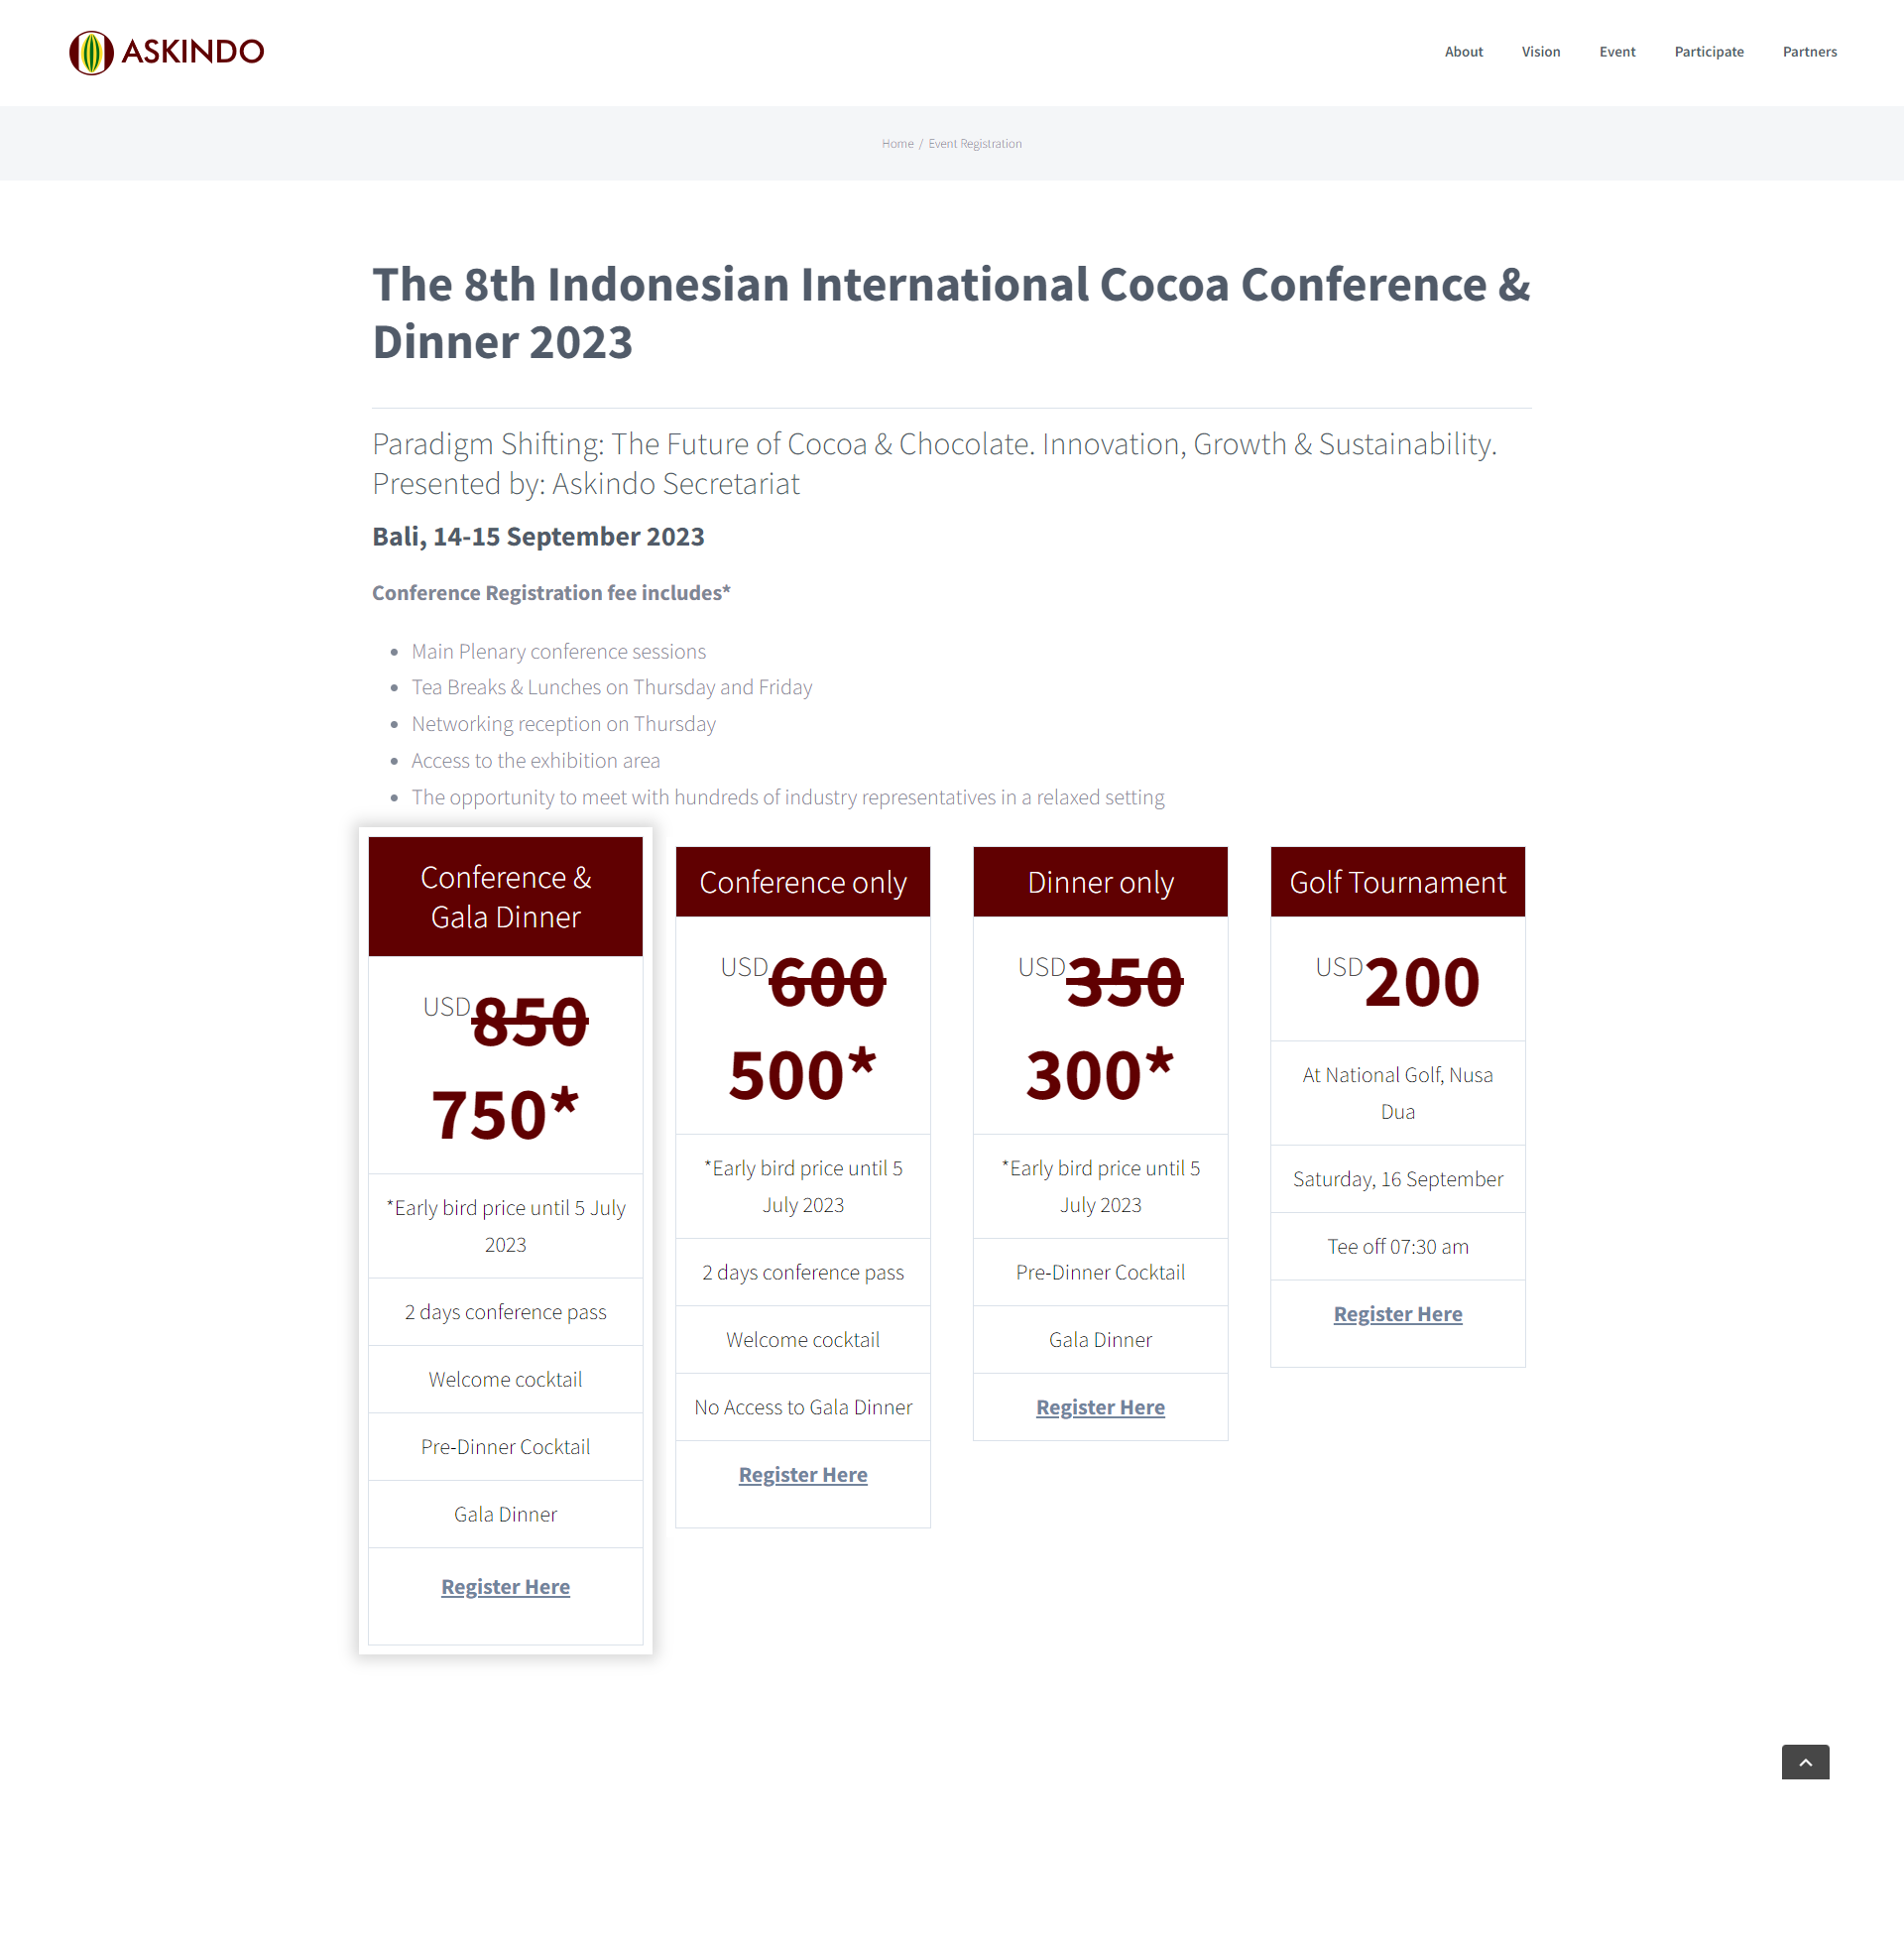 ASKINDO
About Vision Event Participate Partners
Home / Event Registration
The 8th Indonesian International Cocoa Conference &
Dinner 2023
Paradigm Shifting: The Future of Cocoa & Chocolate. Innovation, Growth & Sustainability.
Presented by: Askindo Secretariat
Bali, 14-15 September 2023
Conference Registration fee includes*
• Main Plenary conference sessions
• Tea Breaks & Lunches on Thursday and Friday
• Networking reception on Thursday
• Access to the exhibition area
• The opportunity to meet with hundreds of industry representatives in a relaxed setting
Conference &
Gala Dinner
USD850
750*
*Early bird price until 5 July
2023
2 days conference pass
Welcome cocktail
Pre-Dinner Cocktail
Gala Dinner
Register Here
Conference only
USD600
500*
*Early bird price until 5
July 2023
2 days conference pass
Welcome cocktail
No Access to Gala Dinner
Register Here
Dinner only
USD350
300*
*Early bird price until 5
July 2023
Pre-Dinner Cocktail
Gala Dinner
Register Here
Golf Tournament
USD200
At National Golf, Nusa
Dua
Saturday, 16 September
Tee off 07:30 am
Register Here